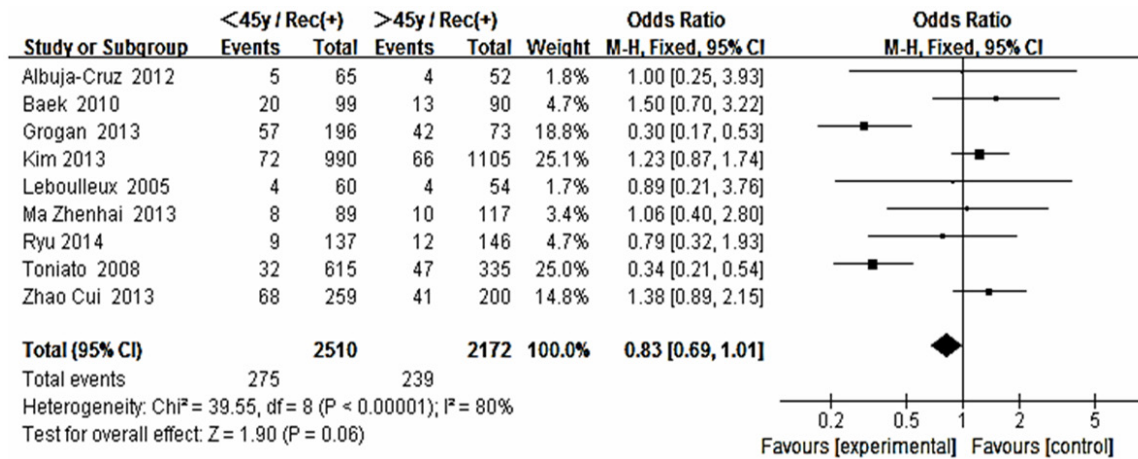 <45y / Rec(+) >45y / Rec(+) Odds Ratio Odds Ratio
Study or Subgroup Events Total Events Total Weight M-H, Fixed, 95% CI M-H, Fixed, 95% CI
Albuja-Cruz 2012 5 65 4 52 1.8% 1.00 [0.25, 3.93]
Baek 2010 20 99 13 90 4.7% 1.50 [0.70, 3.22]
Grogan 2013 57 196 42 73 18.8% 0.30 [0.17, 0.53]
Kim 2013 72 990 66 1105 25.1% 1.23 [0.87, 1.74]
Leboulleux 2005 4 60 4 54 1.7% 0.89 [0.21, 3.76]
Ma Zhenhai 2013 8 89 10 117 3.4% 1.06 [0.40, 2.80]
Ryu 2014 9 137 12 146 4.7% 0.79 [0.32, 1.93]
Toniato 2008 32 615 47 335 25.0% 0.34 [0.21, 0.54]
Zhao Cui 2013 68 259 41 200 14.8% 1.38 [0.89, 2.15]
Total (95% CI) 2510 2172 100.0% 0.83 [0.69, 1.01]
Total events 275 239
Heterogeneity: Chi² = 39.55, df = 8 (P < 0.00001); I² = 80%
Test for overall effect: Z = 1.90 (P = 0.06)
0.2 0.5 1 2 5
Favours [experimental] Favours [control]